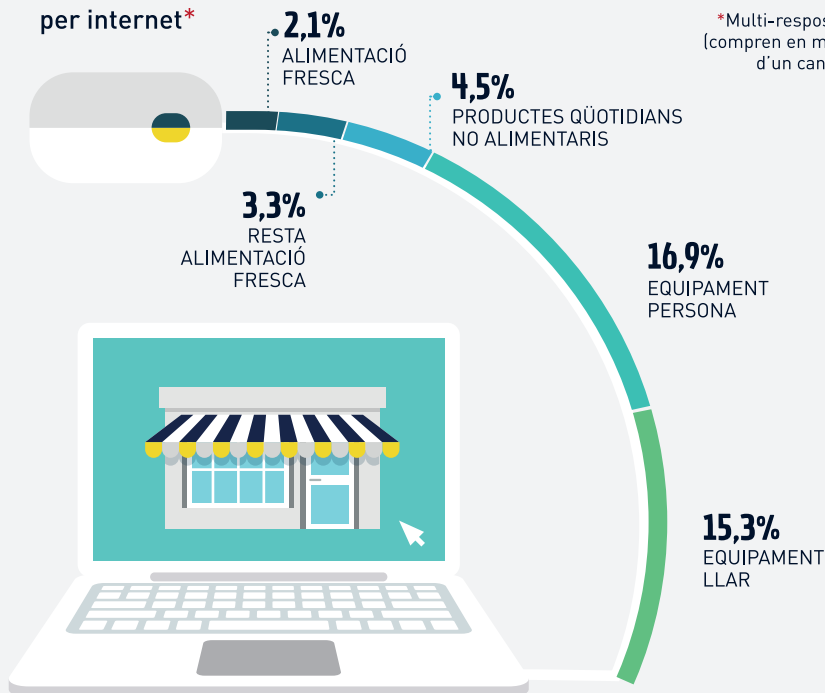 per internet*
*Multi-respos
(compren en m
d'un can
2,1%
ALIMENTACIÓ
FRESCA
4,5%
PRODUCTES QÜOTIDIANS
NO ALIMENTARIS
3,3%
RESTA
ALIMENTACIÓ
FRESCA
16,9%
EQUIPAMENT
PERSONA
15,3%
EQUIPAMENT
LLAR